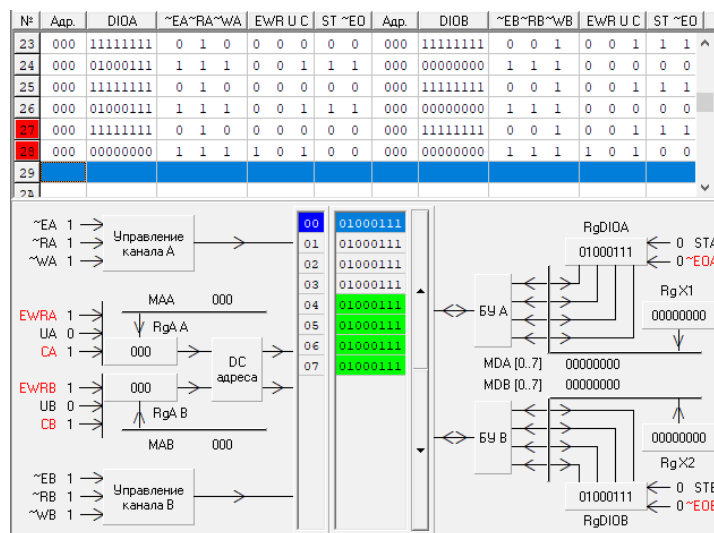 № Адр. DIOA ~EA~RA~WA EWR U C ST ~EO Адр. DIOB ~EB~RB~WB EWR U C ST ~EO
23 000 11111111 0 1 0 0 0 1 1 1 000 11111111 0 0 1 0 0 1 1 1
24 000 01000111 1 1 1 0 0 1 1 1 000 00000000 1 1 1 0 0 0 0 0
25 000 11111111 0 1 0 0 0 0 0 0 000 11111111 0 0 1 0 0 1 1 1
26 000 01000111 1 1 1 0 0 1 1 1 000 00000000 1 1 1 0 0 0 0 0
27 000 11111111 0 1 0 0 0 0 0 0 000 11111111 0 0 1 0 0 1 1 1
28 000 00000000 1 1 1 1 0 1 0 0 000 00000000 1 1 1 1 0 1 0 0
29
~EA 1
~RA 1
~WA 1
Управление
канала A
EWRA 1
UA 0
CA 1
MAA 000
RgA A
000
EWRB 1
UB 0
CB 1
000
RgA B
MAB 000
DC
адреса
~EB 1
~RB 1
~WB 1
Управление
канала B
00 01000111
01 01000111
02 01000111
03 01000111
04 01000111
05 01000111
06 01000111
07 01000111
БУ A
RgDIOA
01000111
0 STA
0 ~EOA
Rg X1
00000000
MDA [0..7] 00000000
MDB [0..7] 00000000
БУ B
00000000
Rg X2
01000111
0 STB
0 ~EOB
RgDIOB